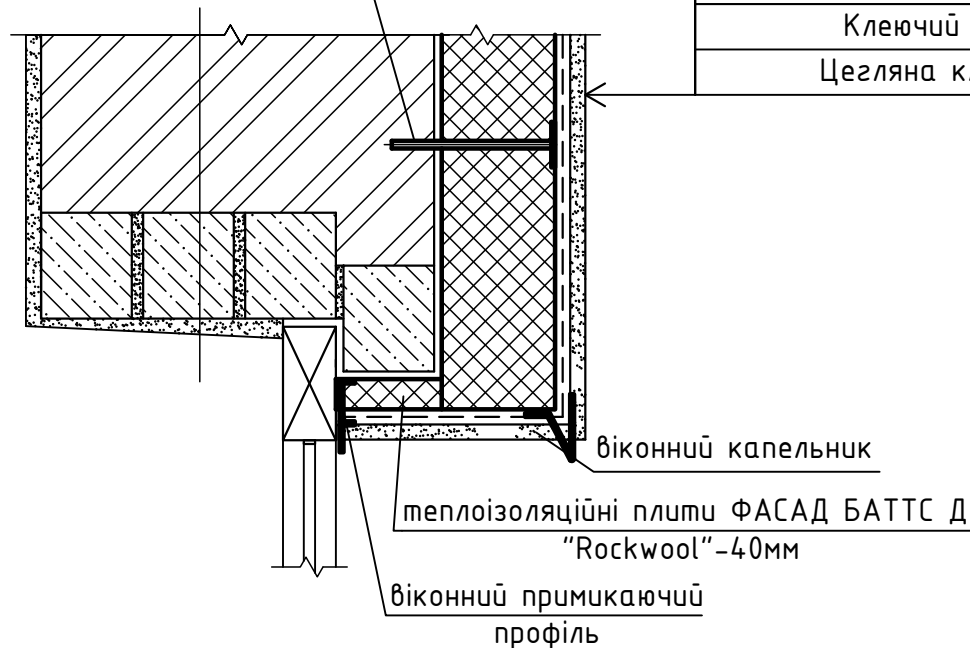 Клеючий
Цегляна
віконний капельник
теплоізоляційні плити ФАСАД БАТТС Д
"Rockwool"-40мм
віконний примикаючий
профіль